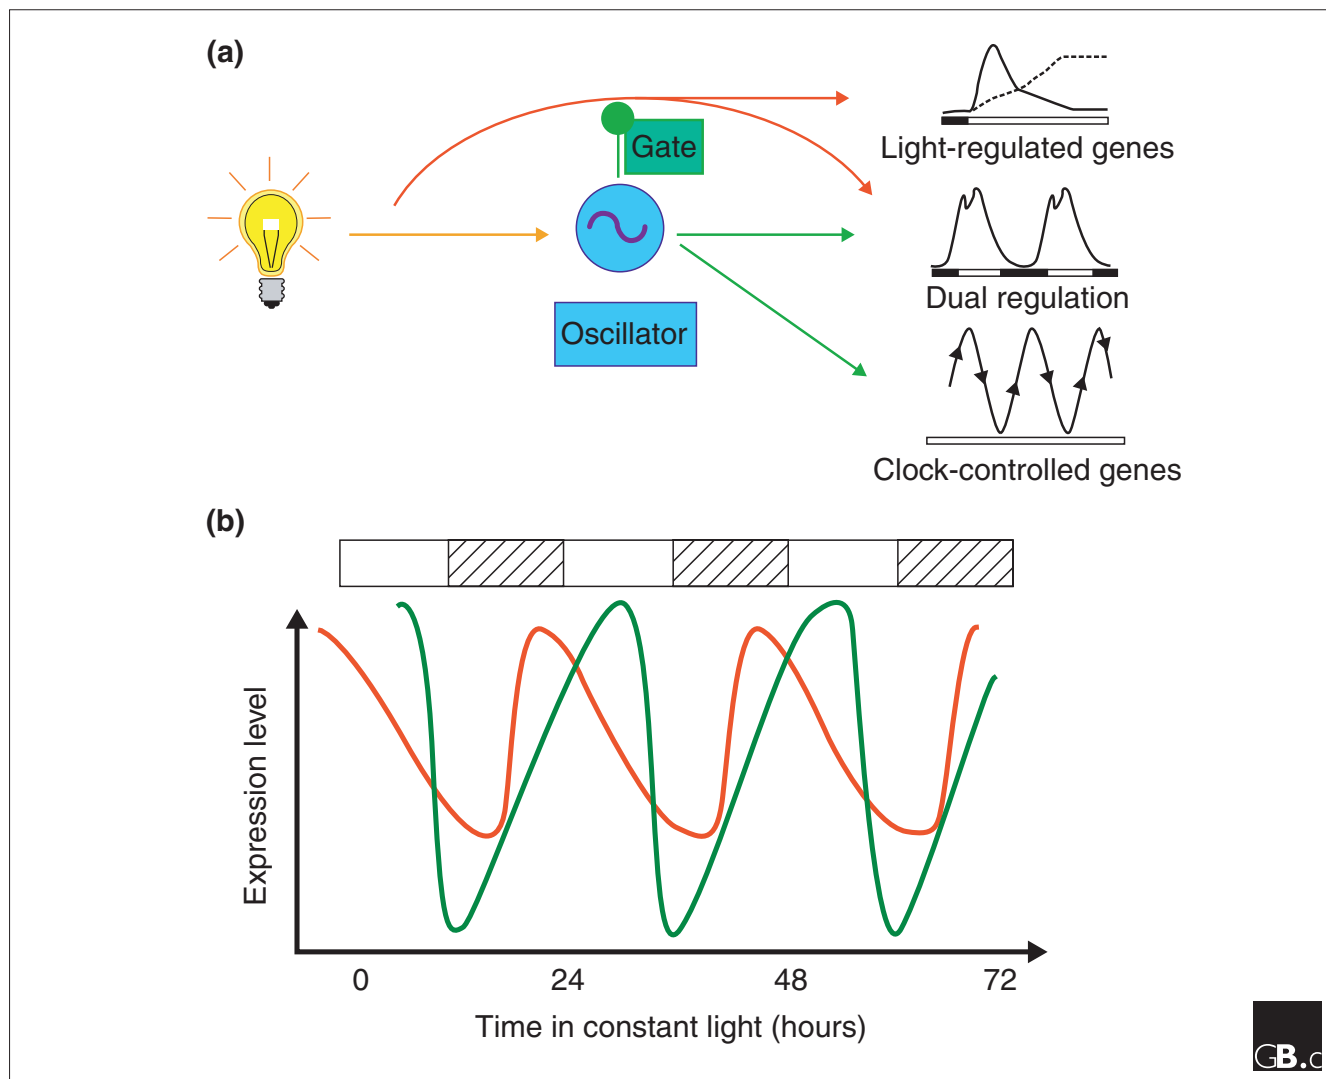 (a)
Gate
Light-regulated genes
Oscillator
Dual regulation
Clock-controlled genes
(b)
Expression level
0 24 48 72
Time in constant light (hours)
GB.c